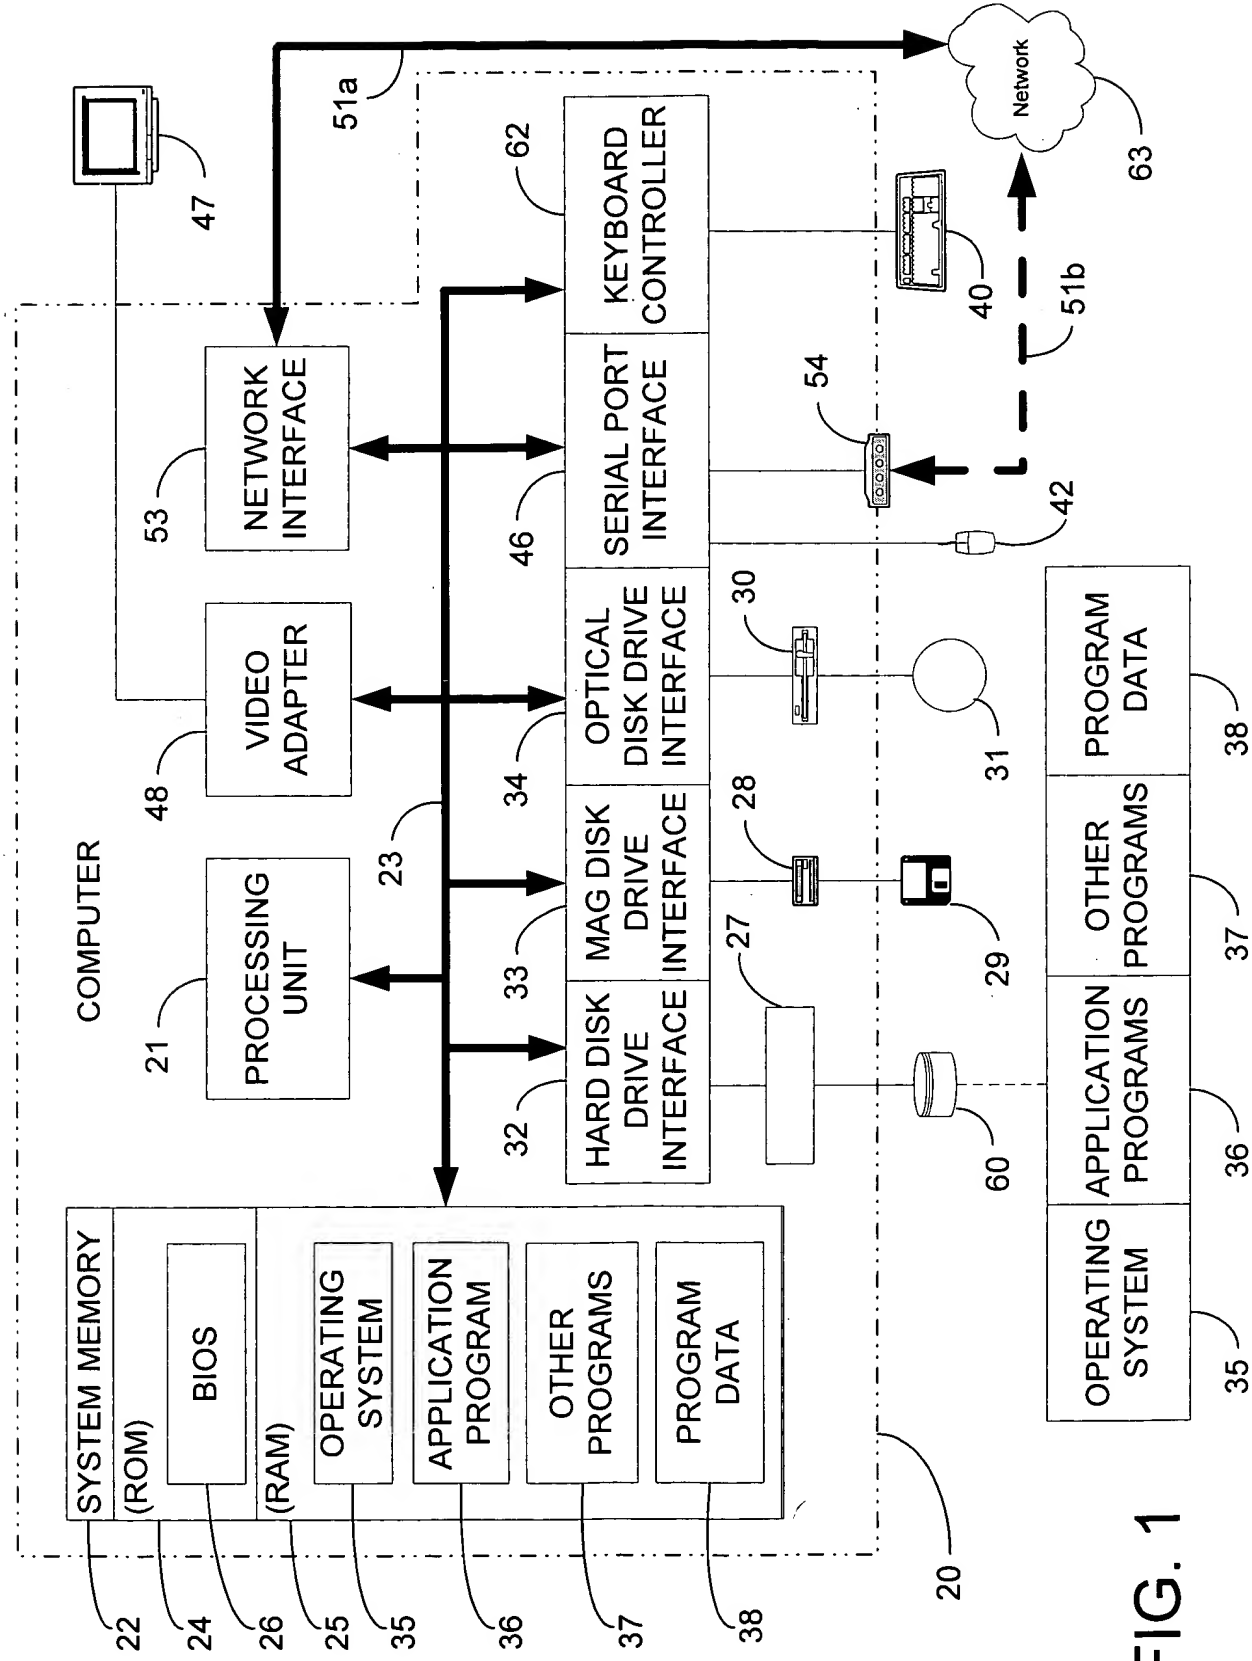 COMPUTER
20
SYSTEM MEMORY
22
(ROM)
24
BIOS
26
(RAM)
25
OPERATING
SYSTEM
35
APPLICATION
PROGRAM
36
OTHER
PROGRAMS
37
PROGRAM
DATA
38
PROCESSING
UNIT
21
VIDEO
ADAPTER
48
NETWORK
INTERFACE
53
47
51a
23
HARD DISK
DRIVE
INTERFACE
32
MAG DISK
DRIVE
INTERFACE
33
OPTICAL
DISK DRIVE
INTERFACE
34
SERIAL PORT
INTERFACE
46
KEYBOARD
CONTROLLER
62
27
28
30
54
60
29
31
42
40
51b
Network
63
OPERATING
SYSTEM
35
APPLICATION
PROGRAMS
36
OTHER
PROGRAMS
37
PROGRAM
DATA
38
FIG. 1